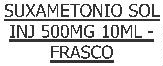 SUXAMETONIO SOL
INJ 500MG 10ML -
FRASCO